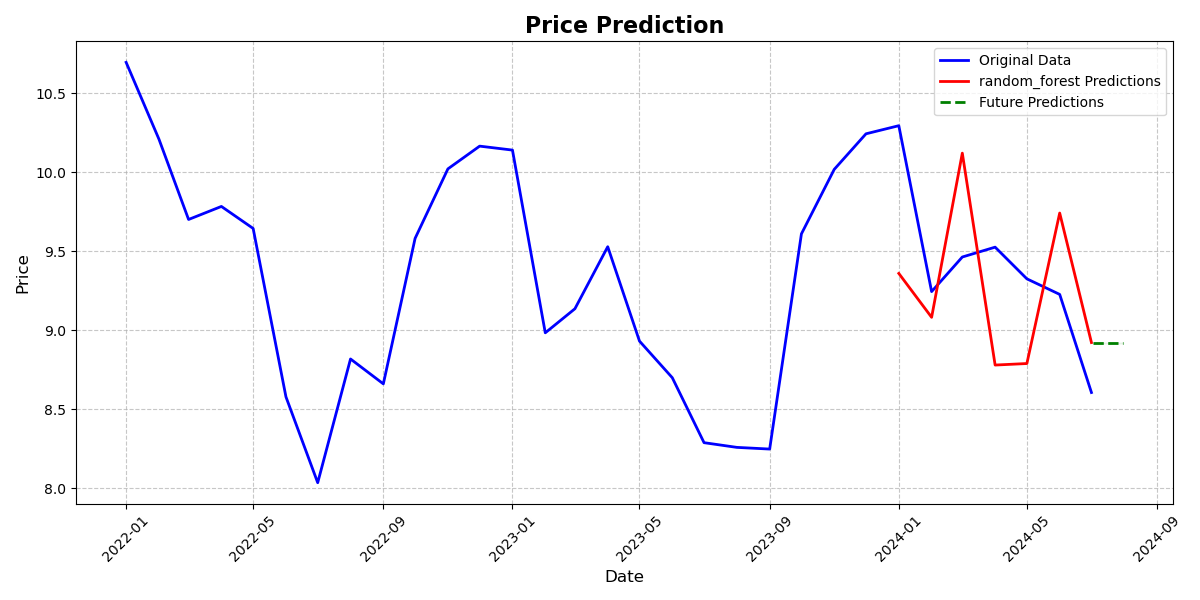 Price Prediction
Original Data
random_forest Predictions
Future Predictions
Price
10.5
10.0
9.5
9.0
8.5
8.0
2022-01
2022-05
2022-09
2023-01
2023-05
2023-09
2024-01
2024-05
2024-09
Date